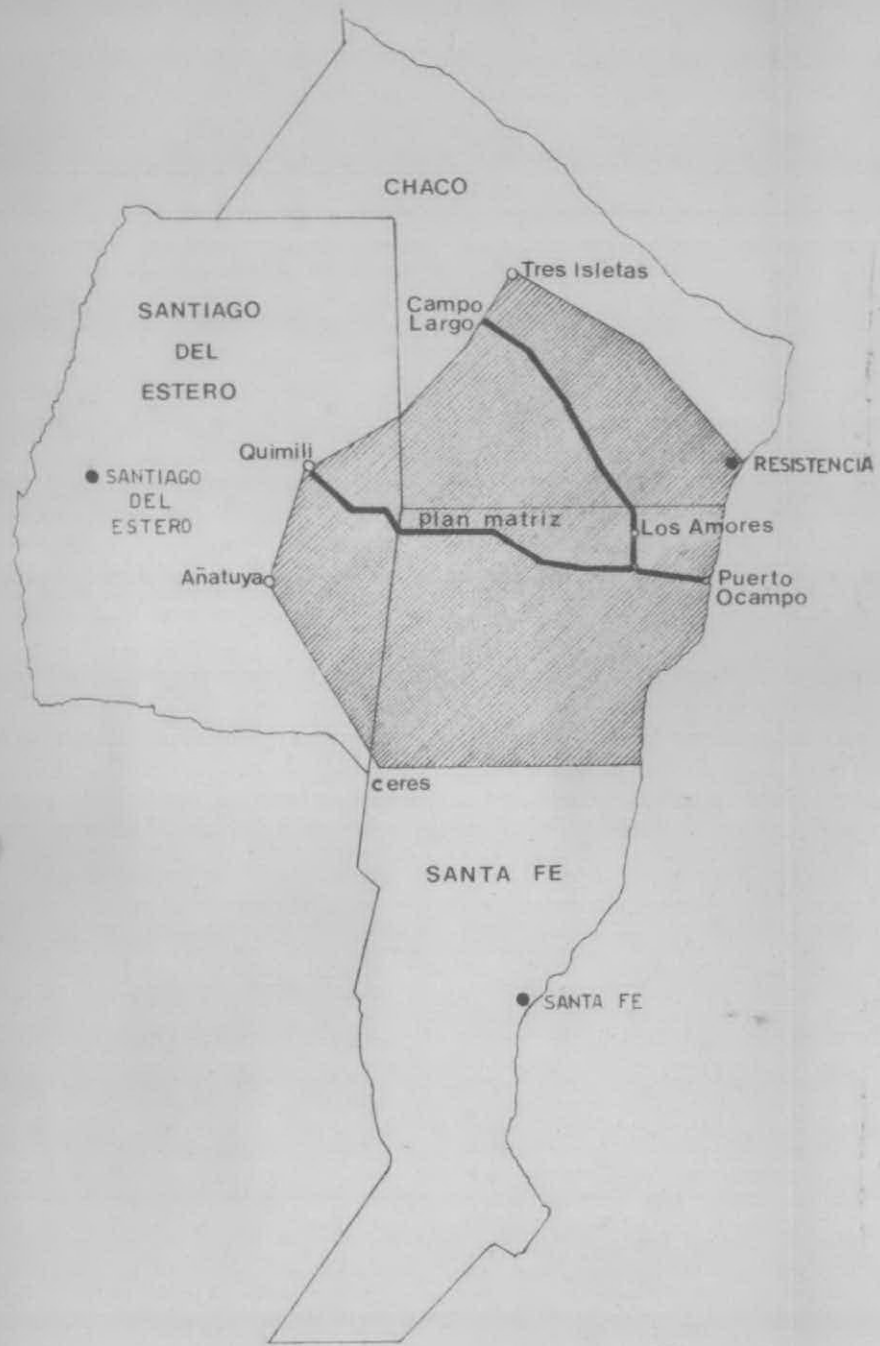 CHACO
Tres Isletas
Campo
Largo
SANTIAGO
DEL
ESTERO
Quimili
SANTIAGO
DEL
ESTERO
RESISTENCIA
plan matriz
Los Amores
Añatuya
Puerto
Ocampo
ceres
SANTA FE
SANTA FE